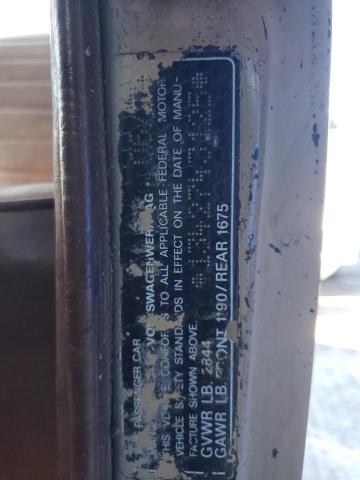 PASSENGER CAR
VOLKSWAGENWERK AG
THIS VEHICLE CONFORMS TO ALL APPLICABLE FEDERAL MOTOR
VEHICLE SAFETY STANDARDS IN EFFECT ON THE DATE OF MANU-
FACTURE SHOWN ABOVE.
GVWR LB. 2844
GAWR LB. FRONT 1190/REAR 1675